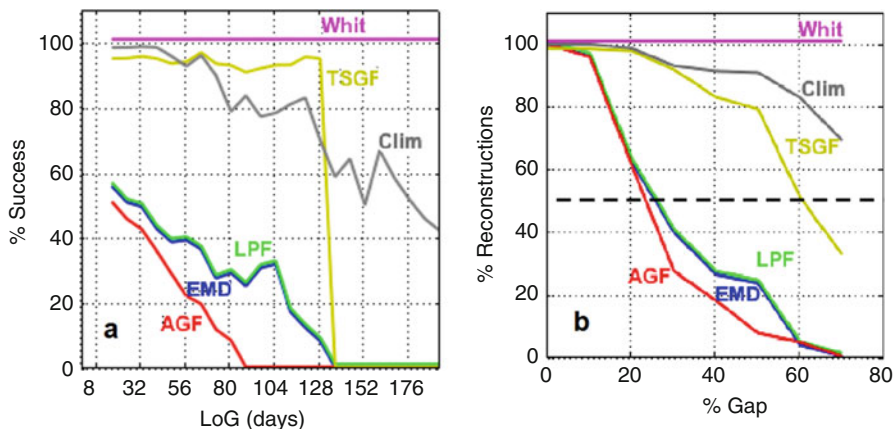 Whit
100
TSGF
80
Clim
60
LPF
40
EMD
20
a
AGF
0
8 32 56 80 104 128 152 176
LoG (days)
% Success
Whit
100
Clim
80
TSGF
60
40
LPF
AGF
EMD
20
b
0
0 20 40 60 80
% Gap
% Reconstructions